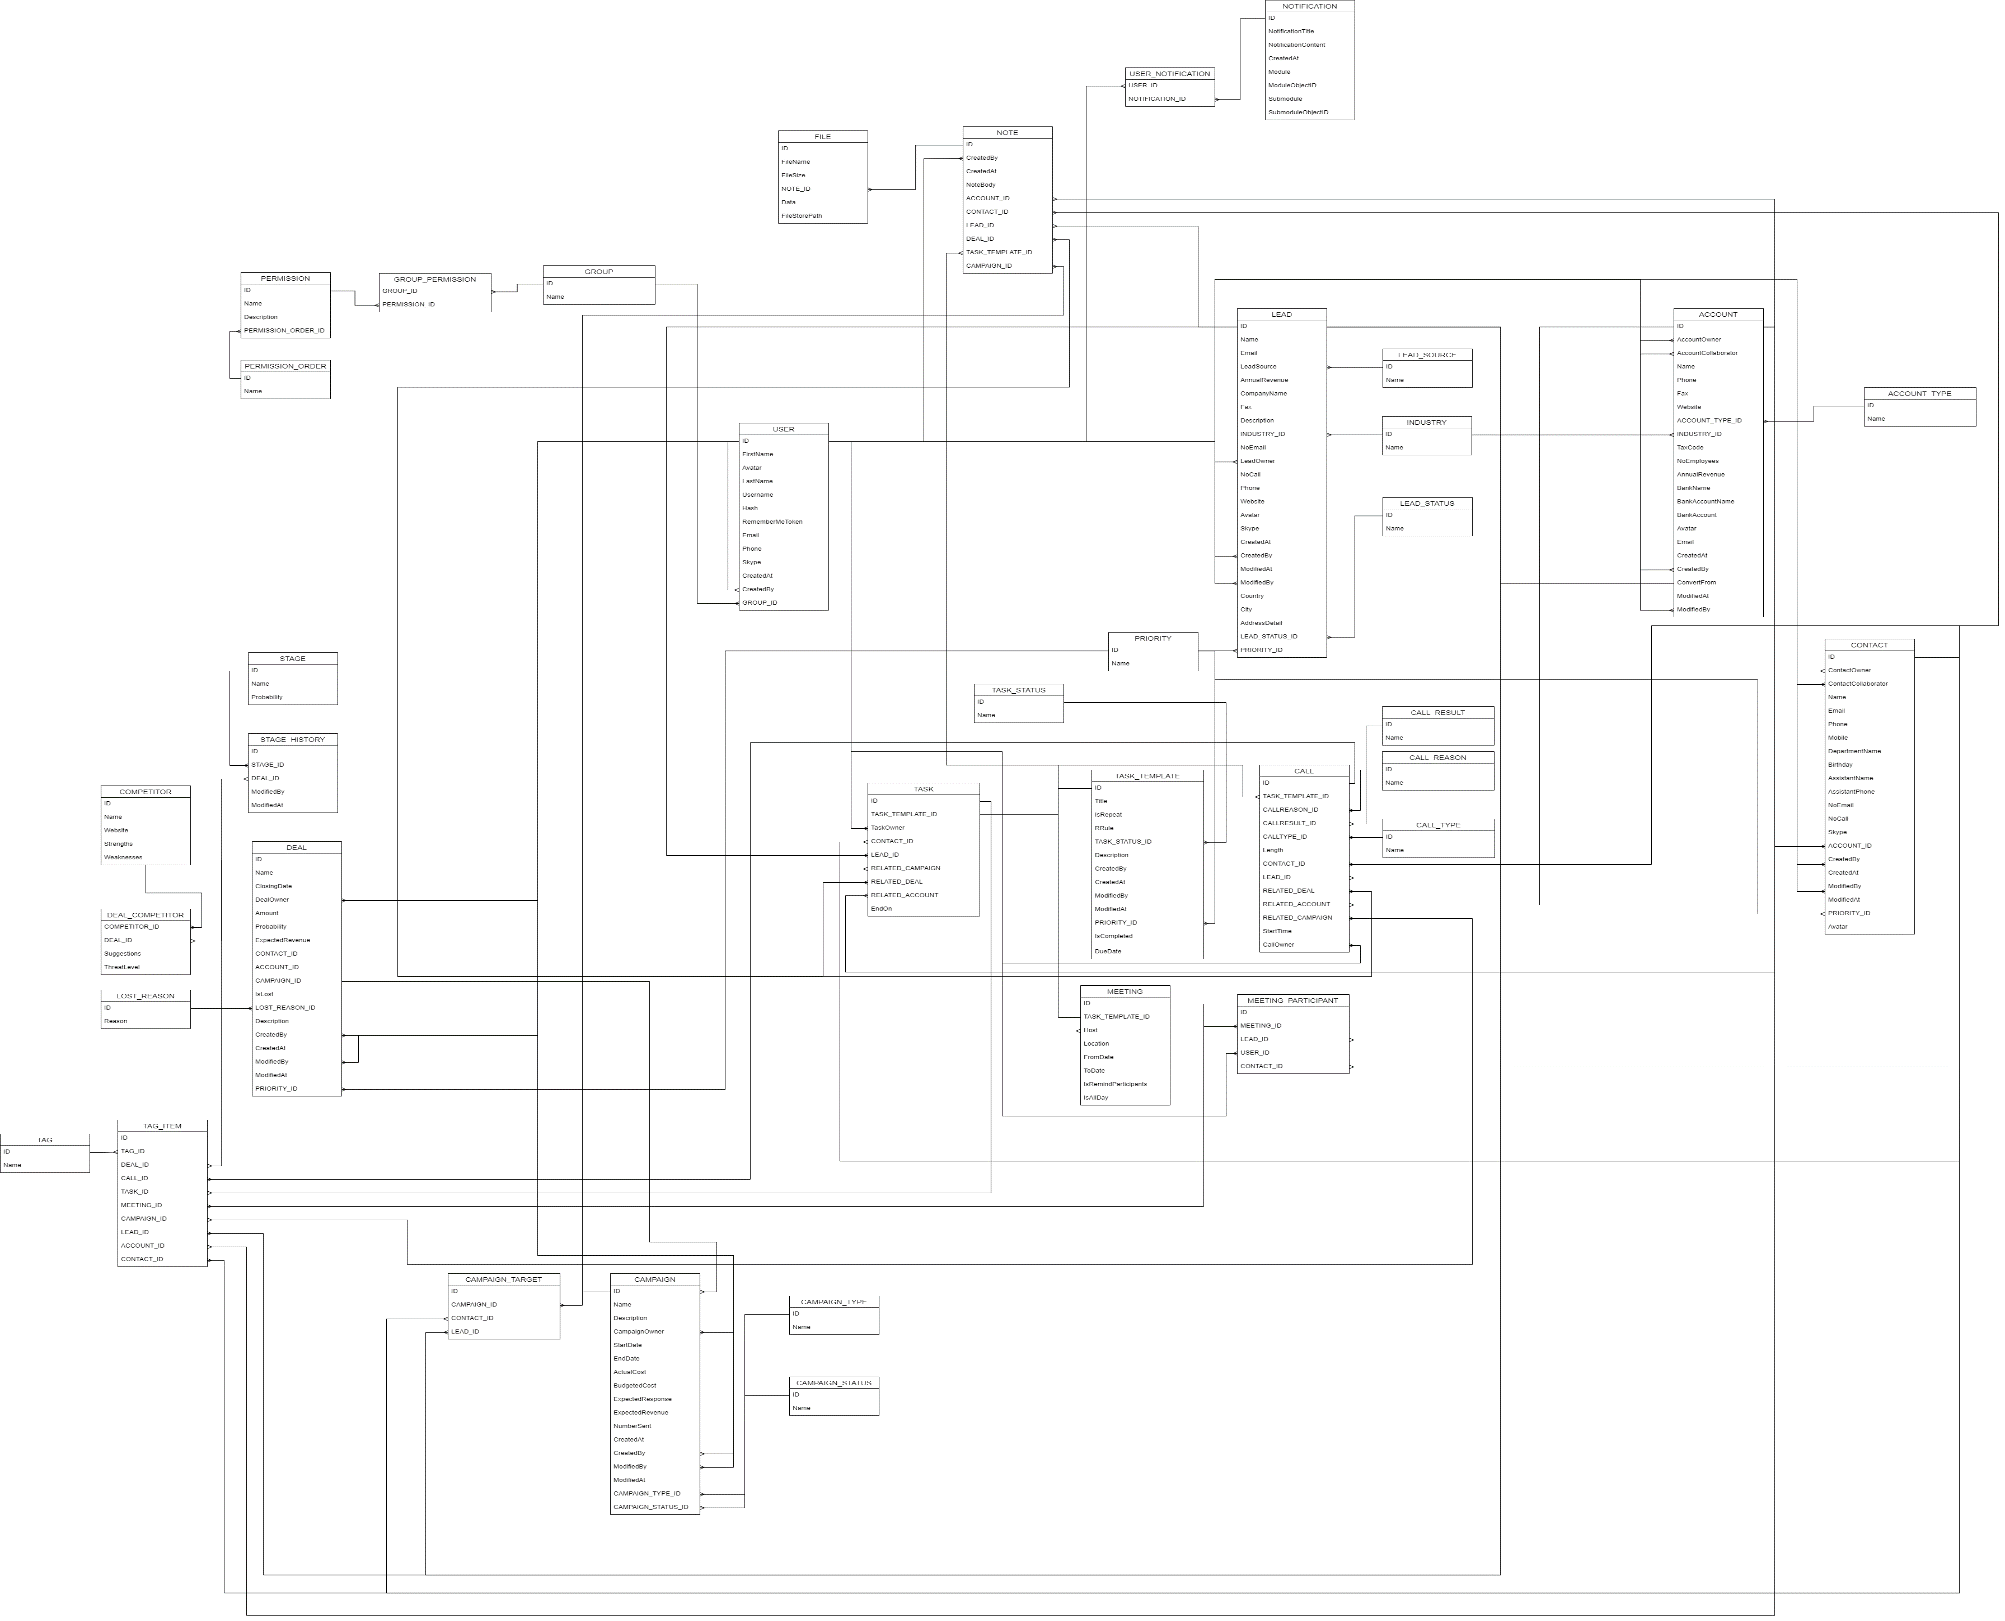 NOTIFICATION
ID
NotificationTitle
NotificationContent
CreatedAt
Module
ModuleObjectID
Submodule
SubmoduleObjectID
USER_NOTIFICATION
USER_ID
NOTIFICATION_ID
FILE
ID
FileName
FileSize
NOTE_ID
Data
FileStorePath
NOTE
ID
CreatedBy
CreatedAt
NoteBody
ACCOUNT_ID
CONTACT_ID
LEAD_ID
DEAL_ID
TASK_TEMPLATE_ID
CAMPAIGN_ID
PERMISSION
ID
Name
Description
PERMISSION_ORDER_ID
GROUP_PERMISSION
GROUP_ID
PERMISSION_ID
GROUP
ID
Name
PERMISSION_ORDER
ID
Name
LEAD
ID
Name
Email
LeadSource
AnnualRevenue
CompanyName
Fax
Description
INDUSTRY_ID
NoEmail
LeadOwner
NoCall
Phone
Website
Avatar
Skype
CreatedAt
CreatedBy
ModifiedAt
ModifiedBy
Country
City
AddressDetail
LEAD_STATUS_ID
PRIORITY_ID
LEAD_SOURCE
ID
Name
INDUSTRY
ID
Name
LEAD_STATUS
ID
Name
ACCOUNT
ID
AccountOwner
AccountCollaborator
Name
Phone
Fax
Website
ACCOUNT_TYPE_ID
INDUSTRY_ID
TaxCode
NoEmployees
AnnualRevenue
BankName
BankAccountName
BankAccount
Avatar
Email
CreatedAt
CreatedBy
ConvertFrom
ModifiedAt
ModifiedBy
ACCOUNT_TYPE
ID
Name
USER
ID
FirstName
Avatar
LastName
Username
Hash
RememberMeToken
Email
Phone
Skype
CreatedAt
CreatedBy
GROUP_ID
PRIORITY
ID
Name
CONTACT
ID
ContactOwner
ContactCollaborator
Name
Email
Phone
Mobile
DepartmentName
Birthday
AssistantName
AssistantPhone
NoEmail
NoCall
Skype
ACCOUNT_ID
CreatedBy
CreatedAt
ModifiedBy
ModifiedAt
PRIORITY_ID
Avatar
STAGE
ID
Name
Probability
TASK_STATUS
ID
Name
CALL_RESULT
ID
Name
CALL_REASON
ID
Name
CALL_TYPE
ID
Name
STAGE_HISTORY
ID
STAGE_ID
DEAL_ID
ModifiedBy
ModifiedAt
COMPETITOR
ID
Name
Website
Strengths
Weaknesses
TASK
ID
TASK_TEMPLATE_ID
TaskOwner
CONTACT_ID
LEAD_ID
RELATED_CAMPAIGN
RELATED_DEAL
RELATED_ACCOUNT
EndOn
TASK_TEMPLATE
ID
Title
IsRepeat
RRule
TASK_STATUS_ID
Description
CreatedBy
CreatedAt
ModifiedBy
ModifiedAt
PRIORITY_ID
IsCompleted
DueDate
CALL
ID
TASK_TEMPLATE_ID
CALLREASON_ID
CALLRESULT_ID
CALLTYPE_ID
Length
CONTACT_ID
LEAD_ID
RELATED_DEAL
RELATED_ACCOUNT
RELATED_CAMPAIGN
StartTime
CallOwner
DEAL
ID
Name
ClosingDate
DealOwner
Amount
Probability
ExpectedRevenue
CONTACT_ID
ACCOUNT_ID
CAMPAIGN_ID
IsLost
LOST_REASON_ID
Description
CreatedBy
CreatedAt
ModifiedBy
ModifiedAt
PRIORITY_ID
DEAL_COMPETITOR
COMPETITOR_ID
DEAL_ID
Suggestions
ThreatLevel
LOST_REASON
ID
Reason
MEETING
ID
TASK_TEMPLATE_ID
Host
Location
FromDate
ToDate
IsRemindParticipants
IsAllDay
MEETING_PARTICIPANT
ID
MEETING_ID
LEAD_ID
USER_ID
CONTACT_ID
TAG
ID
Name
TAG_ITEM
ID
TAG_ID
DEAL_ID
CALL_ID
TASK_ID
MEETING_ID
CAMPAIGN_ID
LEAD_ID
ACCOUNT_ID
CONTACT_ID
CAMPAIGN_TARGET
ID
CAMPAIGN_ID
CONTACT_ID
LEAD_ID
CAMPAIGN
ID
Name
Description
CampaignOwner
StartDate
EndDate
ActualCost
BudgetedCost
ExpectedResponse
ExpectedRevenue
NumberSent
CreatedAt
CreatedBy
ModifiedBy
ModifiedAt
CAMPAIGN_TYPE_ID
CAMPAIGN_STATUS_ID
CAMPAIGN_TYPE
ID
Name
CAMPAIGN_STATUS
ID
Name